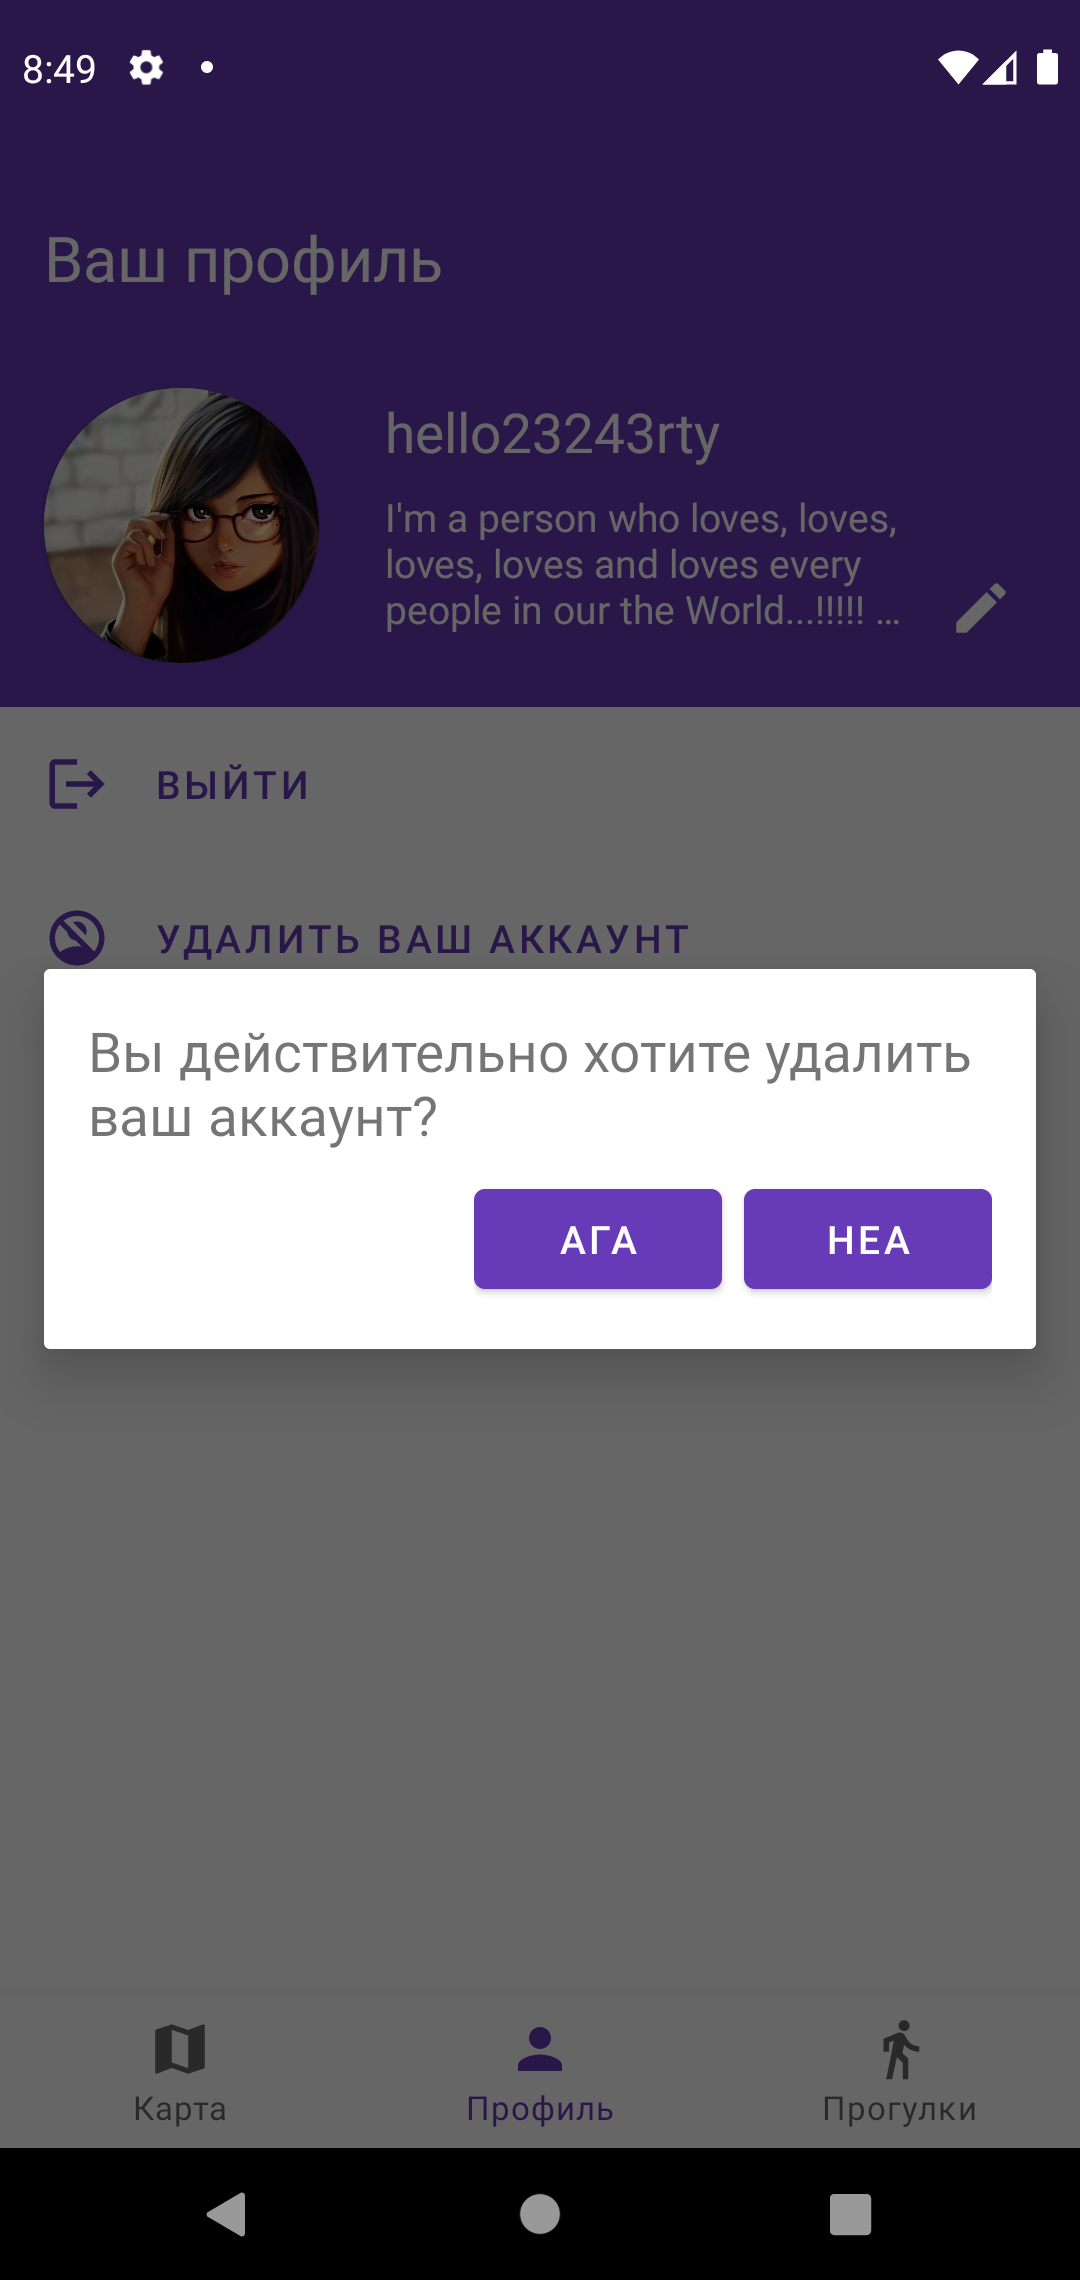 8:49
Ваш профиль
hello23243rty
I'm a person who loves, loves,
loves, loves and loves every
people in our the World...!!!!! ...
ВЫЙТИ
УДАЛИТЬ ВАШ АККАУНТ
Вы действительно хотите удалить
ваш аккаунт?
АГА
НЕА
Карта
Профиль
Прогулки